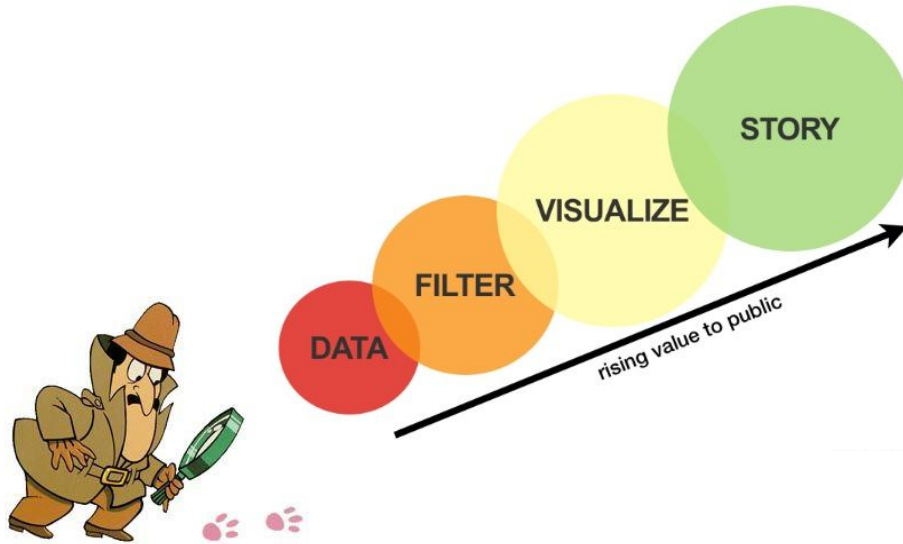 DATA
FILTER
VISUALIZE
STORY
rising value to public